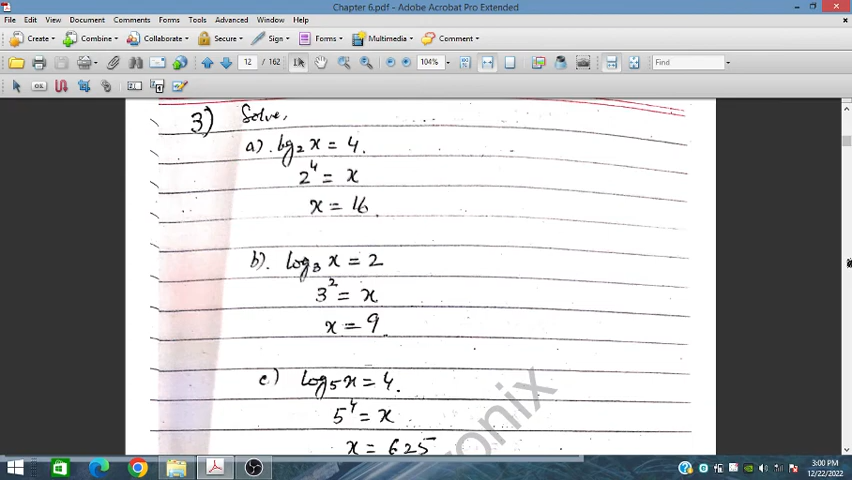 Chapter 6.pdf - Adobe Acrobat Pro Extended
File Edit View Document Comments Forms Tools Advanced Window Help
Create Combine Collaborate Secure Sign Forms Multimedia Comment
12 / 162 104% Find
3) Solve,
a). log₂ x = 4.
2⁴ = x
x = 16.
b). log₃ x = 2
3² = x
x = 9
c) log₅ x = 4.
5⁴ = x
x = 625
3:00 PM
12/22/2022